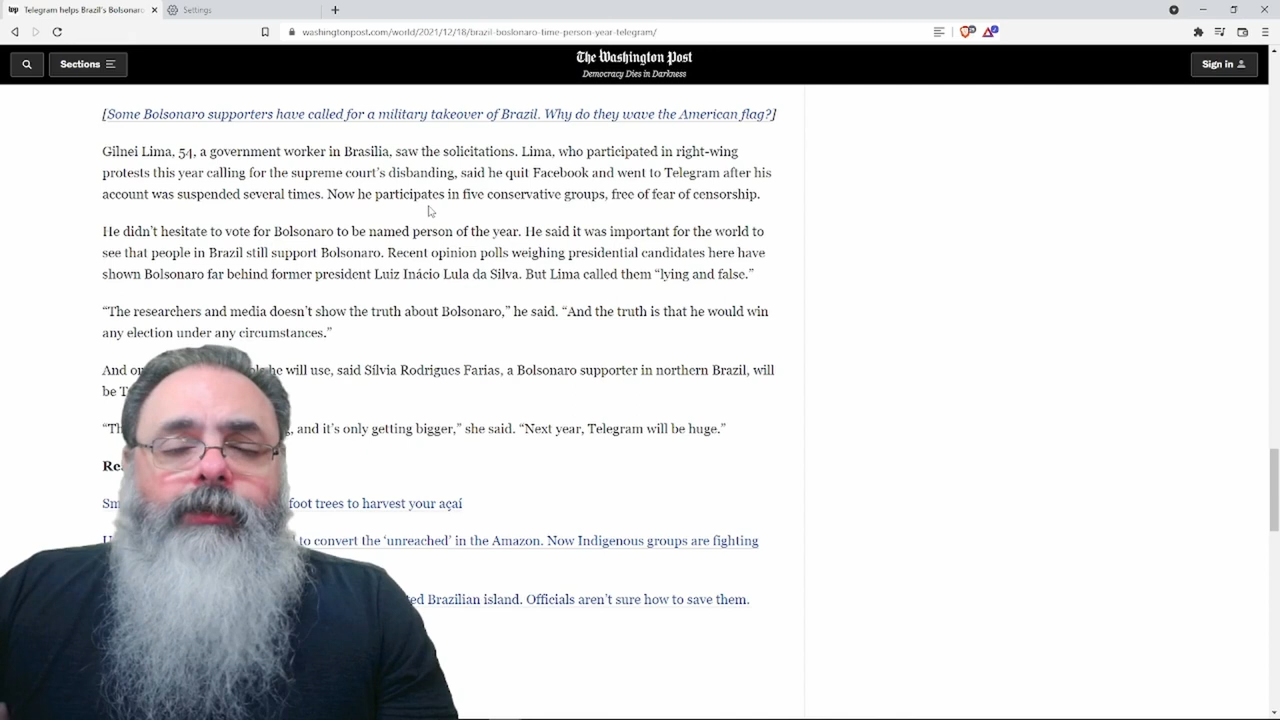 Telegram helps Brazil's Bolsonaro
Settings
washingtonpost.com/world/2021/12/18/brazil-boslonaro-time-person-year-telegram/
Sections
The Washington Post
Democracy Dies in Darkness
Sign in
[Some Bolsonaro supporters have called for a military takeover of Brazil. Why do they wave the American flag?]
Gilnei Lima, 54, a government worker in Brasilia, saw the solicitations. Lima, who participated in right-wing
protests this year calling for the supreme court's disbanding, said he quit Facebook and went to Telegram after his
account was suspended several times. Now he participates in five conservative groups, free of fear of censorship.
He didn't hesitate to vote for Bolsonaro to be named person of the year. He said it was important for the world to
see that people in Brazil still support Bolsonaro. Recent opinion polls weighing presidential candidates here have
shown Bolsonaro far behind former president Luiz Inácio Lula da Silva. But Lima called them “lying and false.”
“The researchers and media doesn't show the truth about Bolsonaro,” he said. “And the truth is that he would win
any election under any circumstances.”
And he will use, said Sílvia Rodrigues Farias, a Bolsonaro supporter in northern Brazil, will
be
and it's only getting bigger,” she said. “Next year, Telegram will be huge.”
foot trees to harvest your açaí
to convert the ‘unreached’ in the Amazon. Now Indigenous groups are fighting
Brazilian island. Officials aren't sure how to save them.